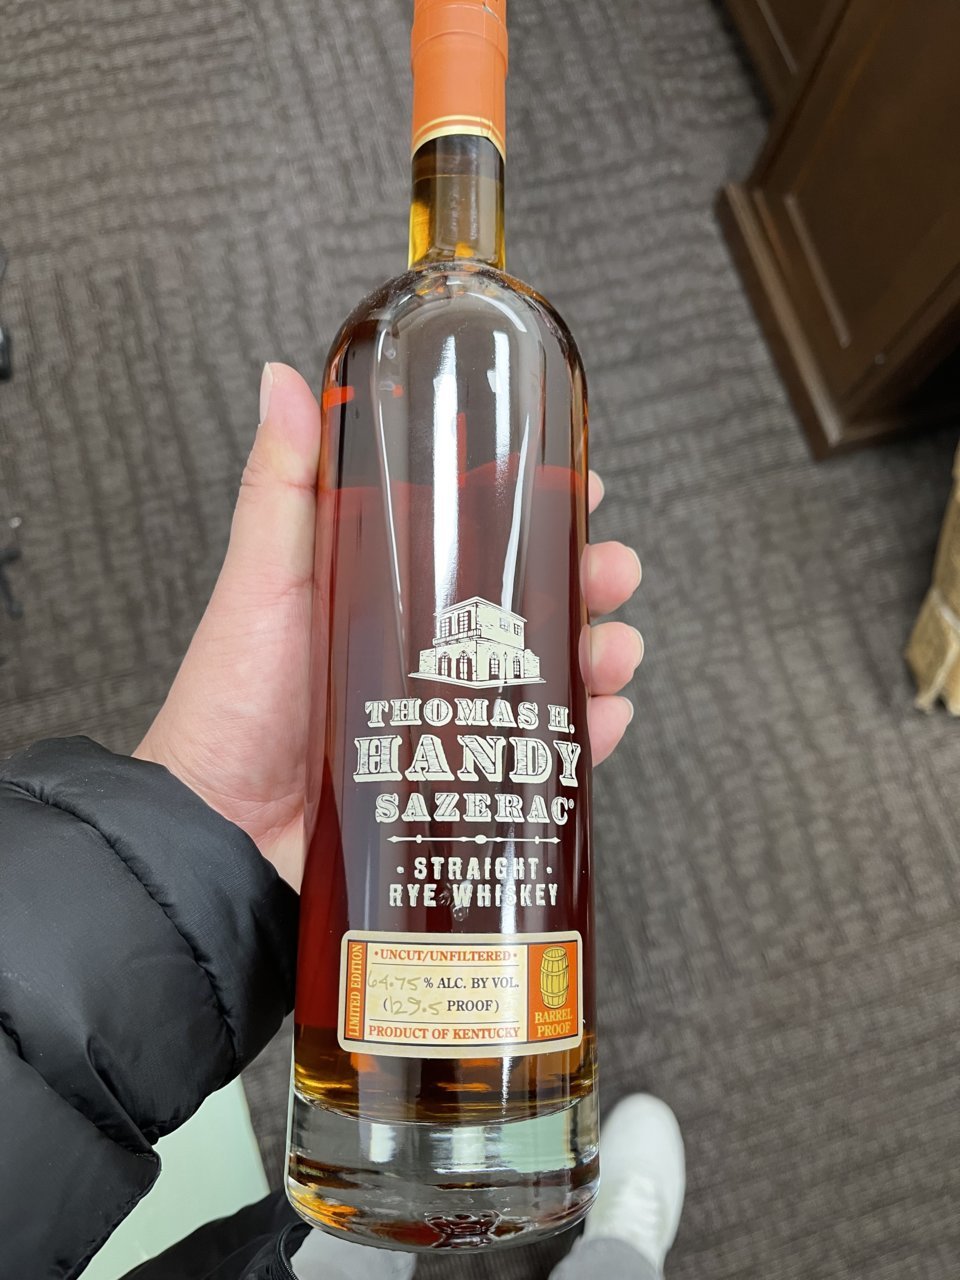 THOMAS H.
HANDY
SAZERAC®
· STRAIGHT ·
RYE WHISKEY
LIMITED EDITION
· UNCUT/UNFILTERED ·
64.75 % ALC. BY VOL.
(129.5 PROOF)
PRODUCT OF KENTUCKY
BARREL
PROOF